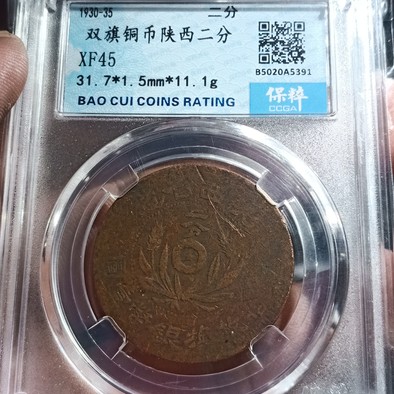 1930-35 二分
双旗铜币陕西二分
XF45
31.7*1.5mm*11.1g
BAO CUI COINS RATING
B5020A5391
保粹
CCGA